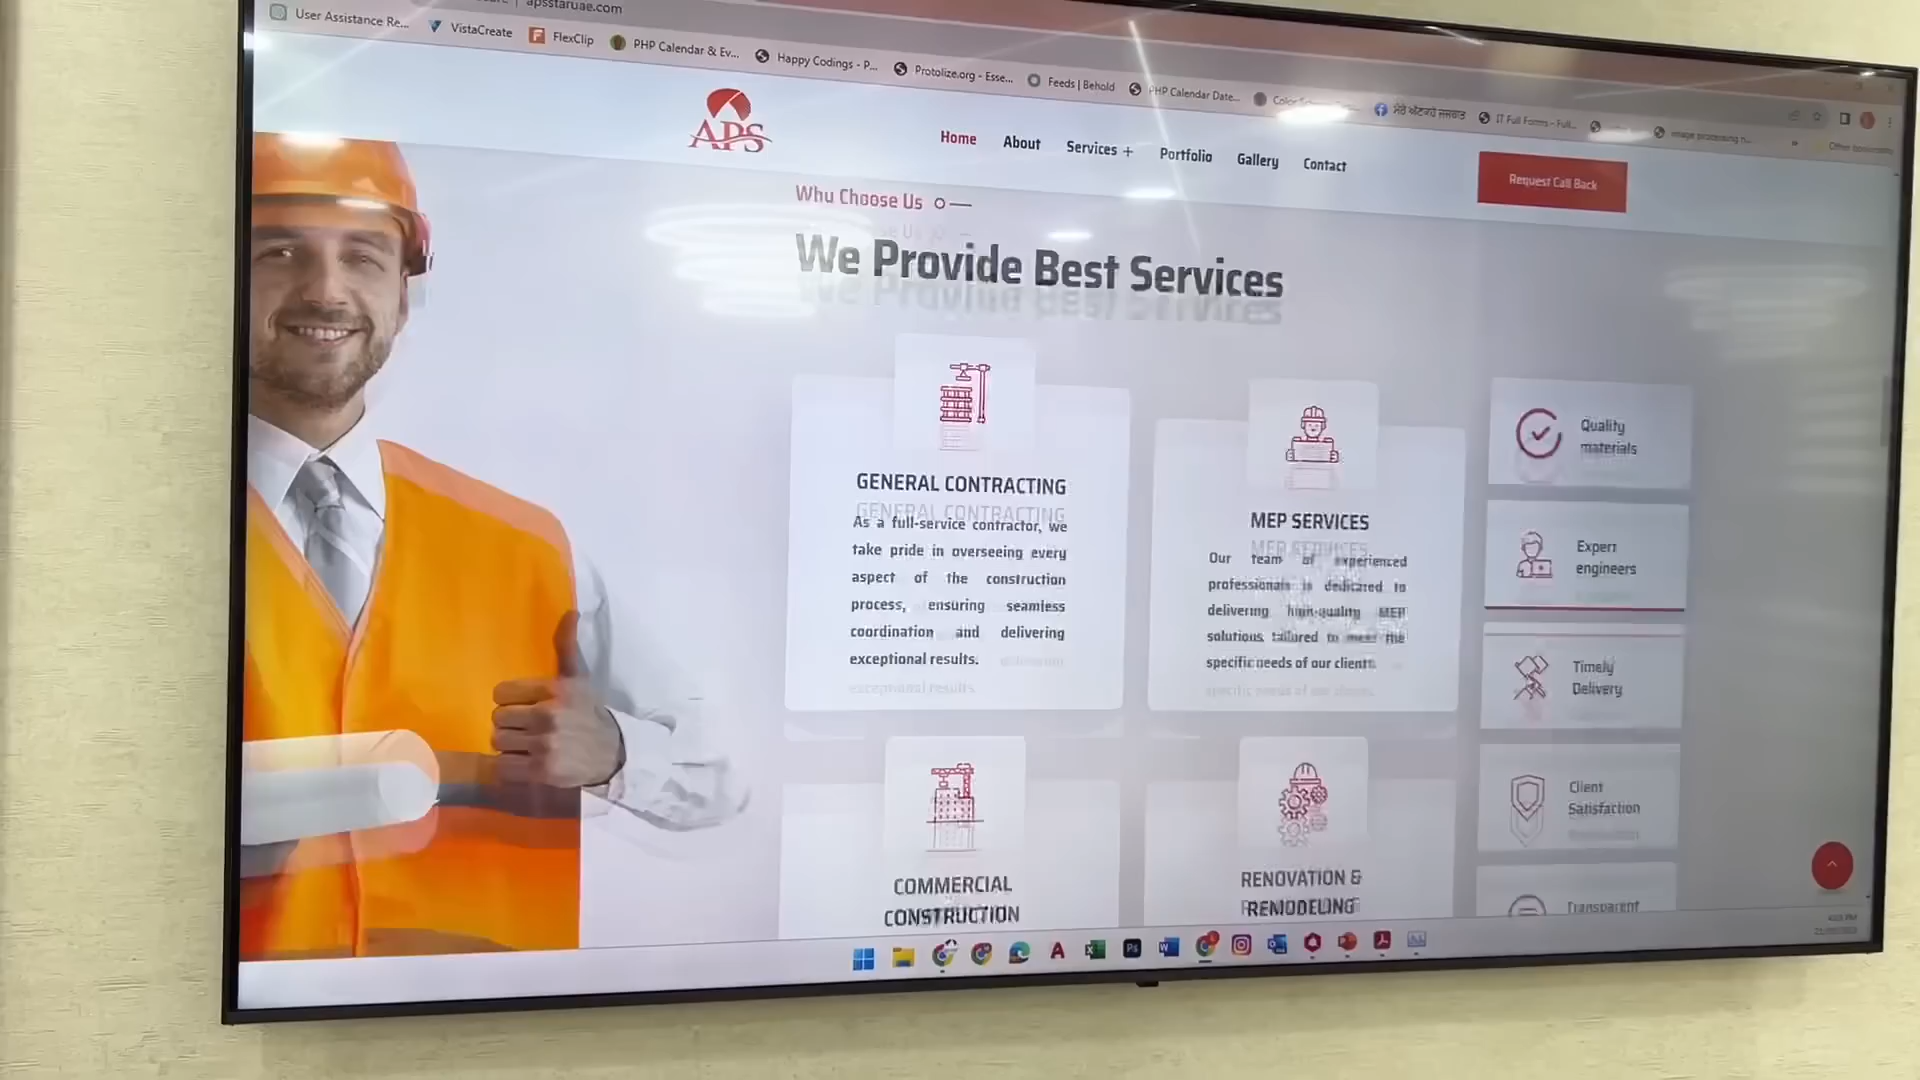 apsstaruae.com
User Assistance Re...
VistaCreate
FlexClip
PHP Calendar & Ev...
Happy Codings - P...
Protolize.org - Esse...
Feeds | Behold
PHP Calendar Date...
IT Full Forms - Full...
Other bookmarks
APS
Home
About
Services +
Portfolio
Gallery
Contact
Request Call Back
Why Choose Us
We Provide Best Services
GENERAL CONTRACTING
As a full-service contractor, we
take pride in overseeing every
aspect of the construction
process, ensuring seamless
coordination and delivering
exceptional results.
MEP SERVICES
Our team of experienced
professionals is dedicated to
delivering high-quality MEP
solutions tailored to meet the
specific needs of our clients.
Quality
materials
Expert
engineers
Timely
Delivery
Client
Satisfaction
Transparent
COMMERCIAL
CONSTRUCTION
RENOVATION &
REMODELING